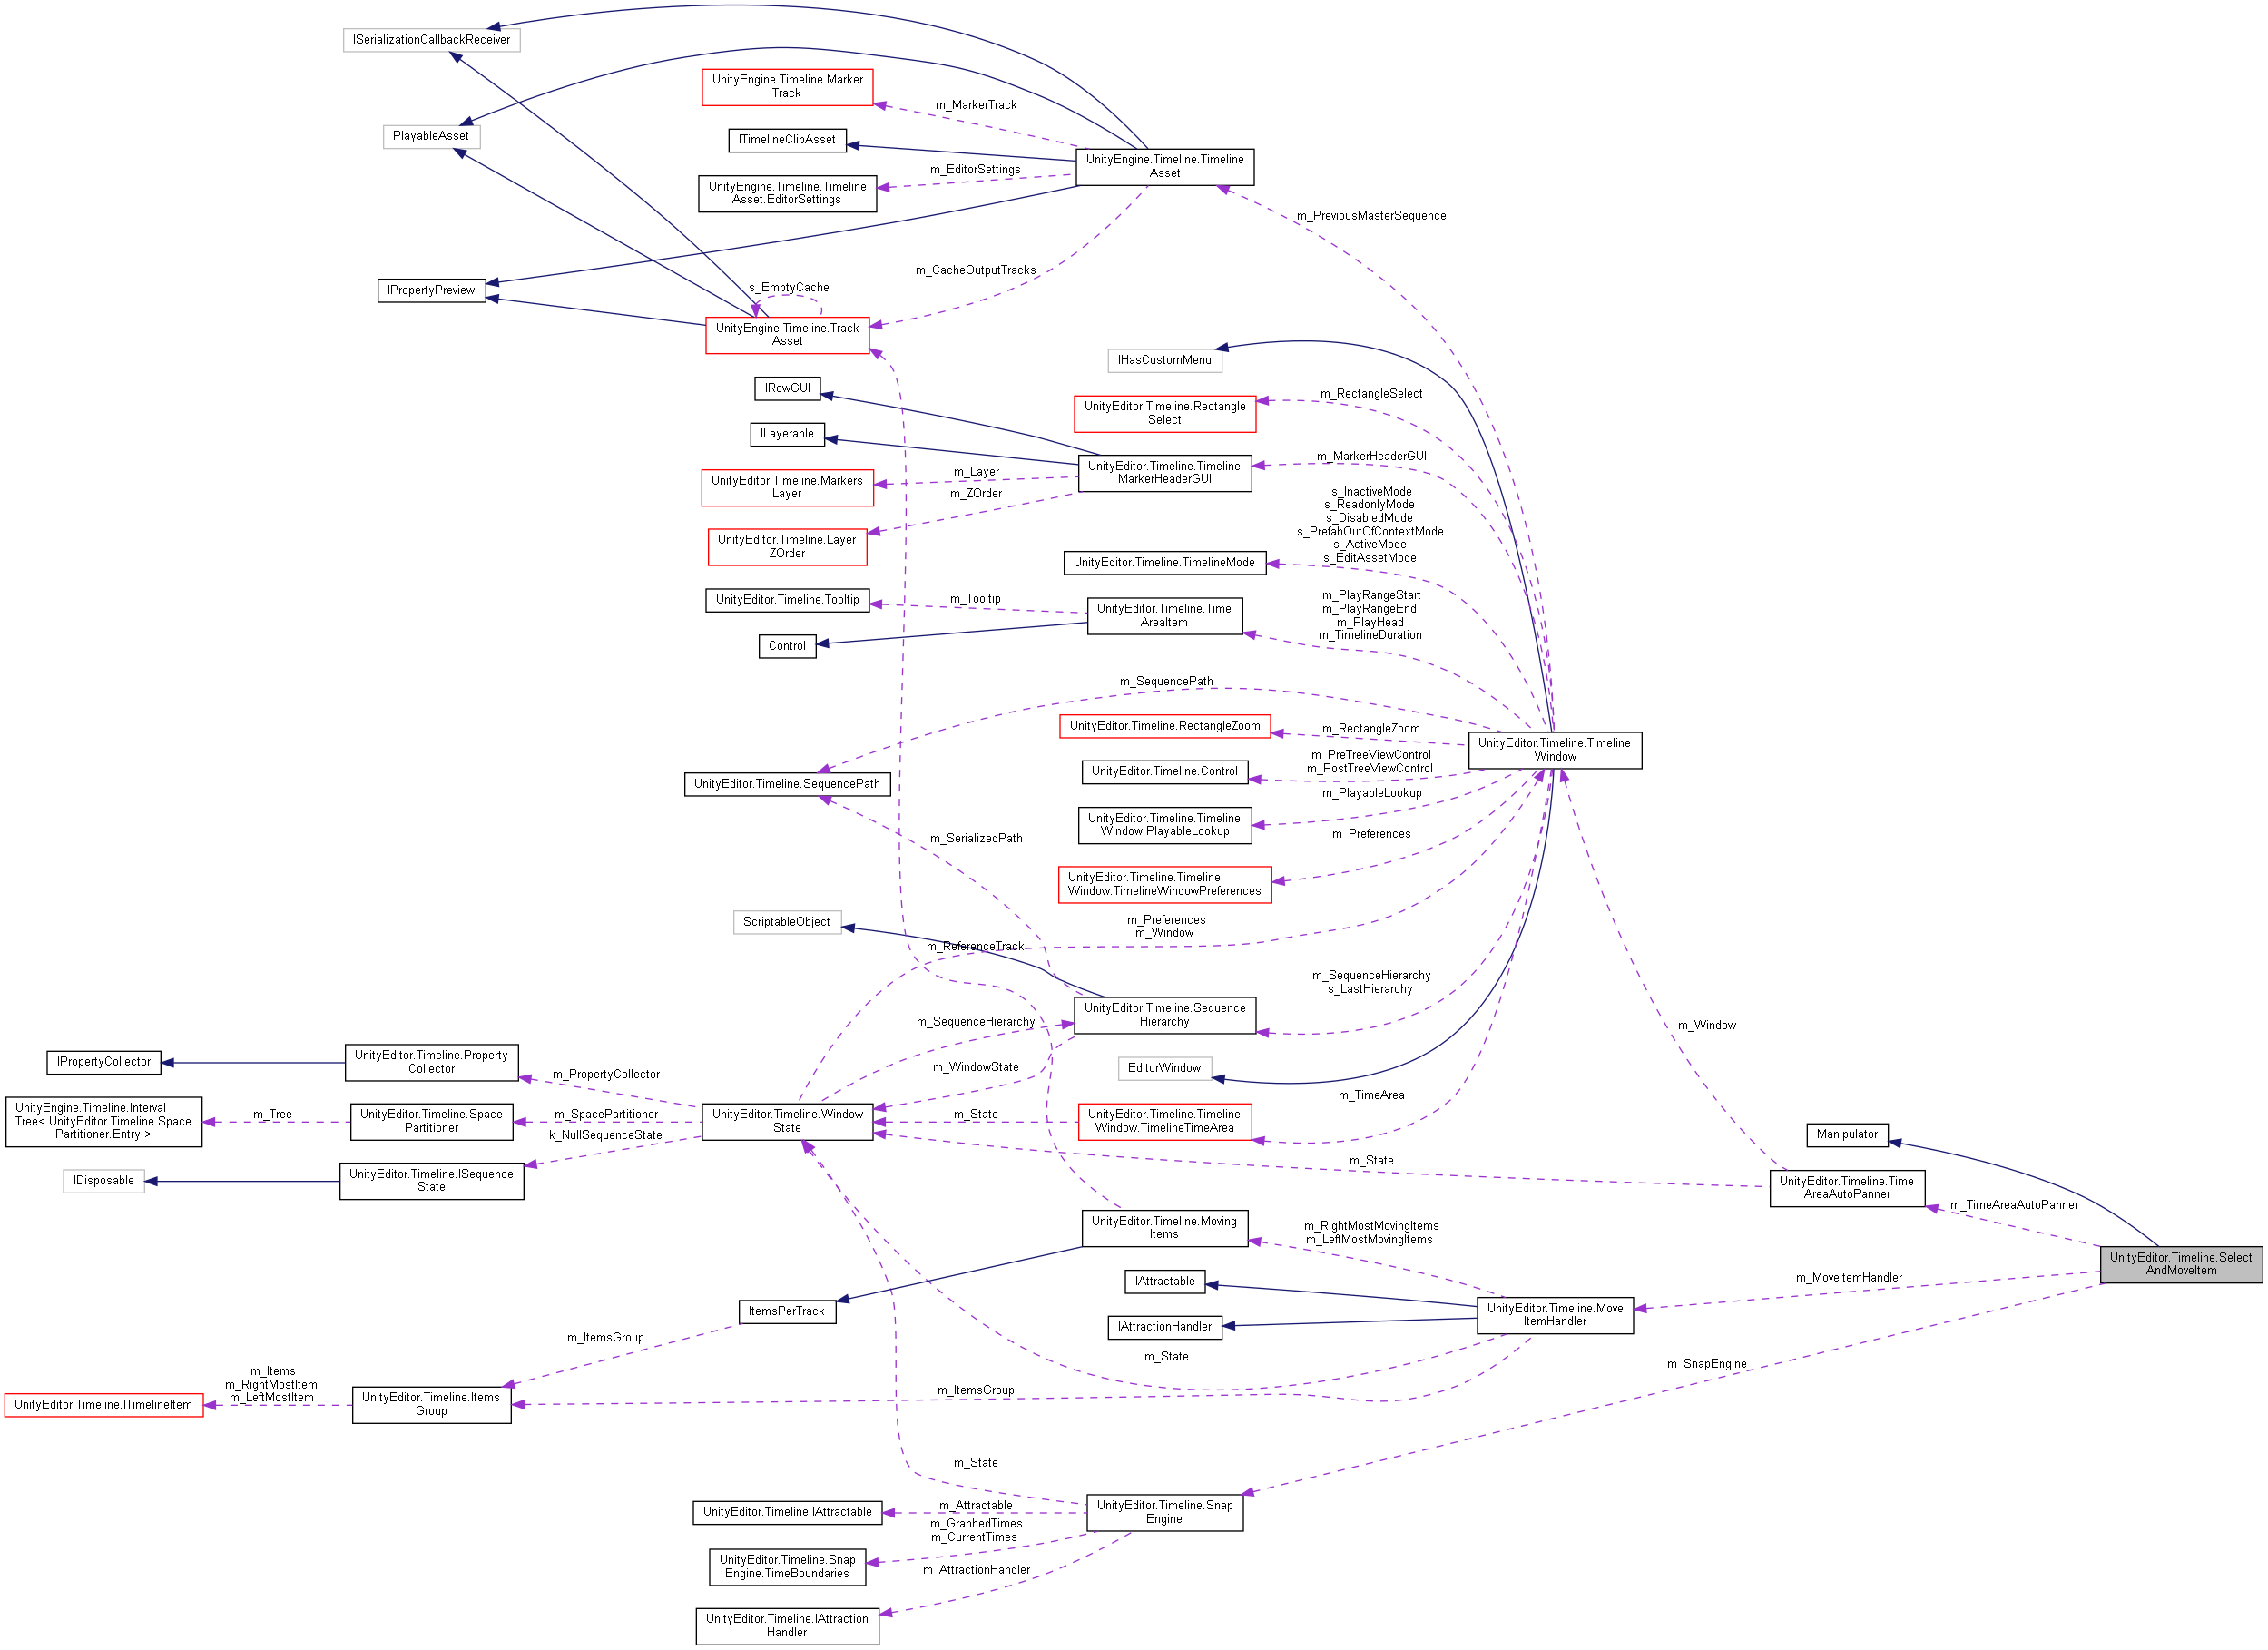 ISerializationCallbackReceiver
UnityEngine.Timeline.Marker
Track
m_MarkerTrack
PlayableAsset
ITimelineClipAsset
UnityEngine.Timeline.Timeline
Asset
m_EditorSettings
UnityEngine.Timeline.Timeline
Asset.EditorSettings
m_PreviousMasterSequence
m_CacheOutputTracks
IPropertyPreview
s_EmptyCache
UnityEngine.Timeline.Track
Asset
IHasCustomMenu
IRowGUI
m_RectangleSelect
UnityEditor.Timeline.Rectangle
Select
ILayerable
m_MarkerHeaderGUI
UnityEditor.Timeline.Timeline
MarkerHeaderGUI
m_Layer
UnityEditor.Timeline.Markers
Layer
m_ZOrder
s_InactiveMode
s_ReadonlyMode
s_DisabledMode
s_PrefabOutOfContextMode
s_ActiveMode
s_EditAssetMode
UnityEditor.Timeline.Layer
ZOrder
UnityEditor.Timeline.TimelineMode
UnityEditor.Timeline.Tooltip
m_Tooltip
UnityEditor.Timeline.Time
AreaItem
m_PlayRangeStart
m_PlayRangeEnd
m_PlayHead
m_TimelineDuration
Control
m_SequencePath
UnityEditor.Timeline.RectangleZoom
m_RectangleZoom
UnityEditor.Timeline.Timeline
Window
m_PreTreeViewControl
m_PostTreeViewControl
UnityEditor.Timeline.Control
UnityEditor.Timeline.SequencePath
m_PlayableLookup
UnityEditor.Timeline.Timeline
Window.PlayableLookup
m_SerializedPath
m_Preferences
UnityEditor.Timeline.Timeline
Window.TimelineWindowPreferences
ScriptableObject
m_Preferences
m_Window
m_ReferenceTrack
m_SequenceHierarchy
s_LastHierarchy
UnityEditor.Timeline.Sequence
Hierarchy
m_SequenceHierarchy
m_Window
IPropertyCollector
UnityEditor.Timeline.Property
Collector
m_PropertyCollector
m_WindowState
EditorWindow
m_TimeArea
UnityEngine.Timeline.Interval
Tree< UnityEditor.Timeline.Space
Partitioner.Entry >
m_Tree
UnityEditor.Timeline.Space
Partitioner
m_SpacePartitioner
k_NullSequenceState
UnityEditor.Timeline.Window
State
m_State
UnityEditor.Timeline.Timeline
Window.TimelineTimeArea
Manipulator
m_State
IDisposable
UnityEditor.Timeline.ISequence
State
UnityEditor.Timeline.Time
AreaAutoPanner
m_TimeAreaAutoPanner
UnityEditor.Timeline.Moving
Items
m_RightMostMovingItems
m_LeftMostMovingItems
UnityEditor.Timeline.Select
AndMoveItem
m_MoveItemHandler
IAttractable
ItemsPerTrack
UnityEditor.Timeline.Move
ItemHandler
IAttractionHandler
m_ItemsGroup
m_State
m_SnapEngine
m_Items
m_RightMostItem
m_LeftMostItem
UnityEditor.Timeline.ITimelineItem
UnityEditor.Timeline.Items
Group
m_ItemsGroup
m_State
UnityEditor.Timeline.IAttractable
m_Attractable
UnityEditor.Timeline.Snap
Engine
m_GrabbedTimes
m_CurrentTimes
UnityEditor.Timeline.Snap
Engine.TimeBoundaries
m_AttractionHandler
UnityEditor.Timeline.IAttraction
Handler